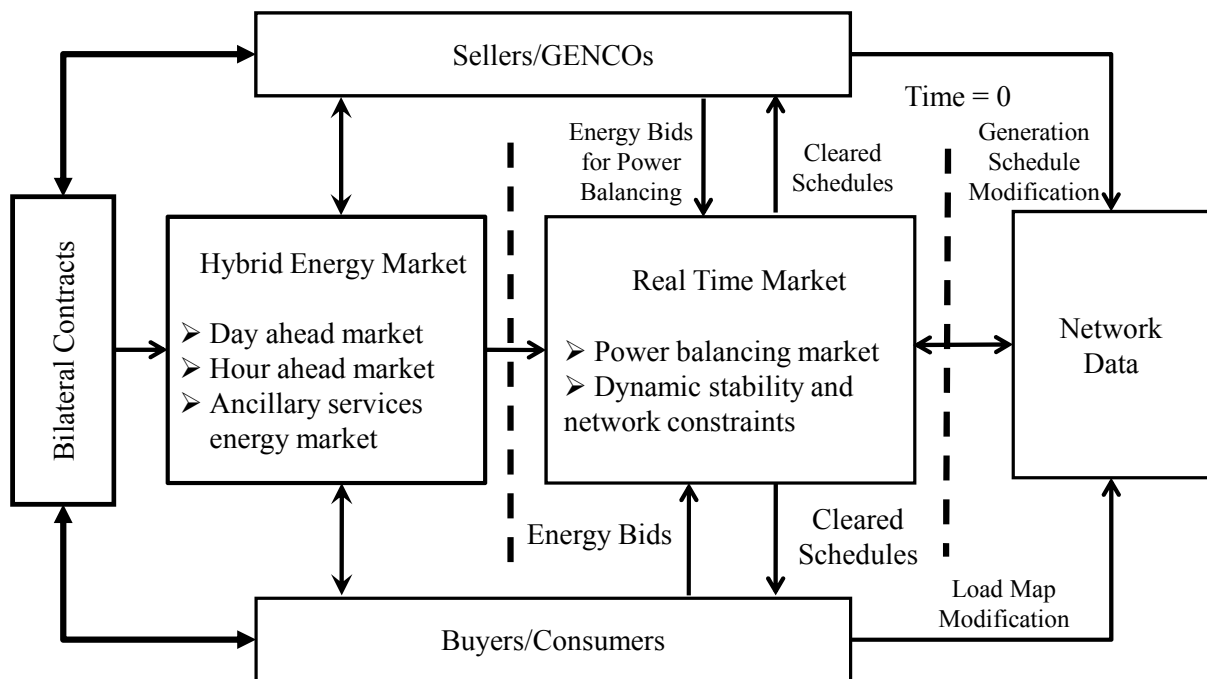 Sellers/GENCOs
Time = 0
Energy Bids
for Power
Balancing
Cleared
Schedules
Generation
Schedule
Modification
Bilateral Contracts
Hybrid Energy Market
➢ Day ahead market
➢ Hour ahead market
➢ Ancillary services
energy market
Real Time Market
➢ Power balancing market
➢ Dynamic stability and
network constraints
Network
Data
Energy Bids
Cleared
Schedules
Load Map
Modification
Buyers/Consumers